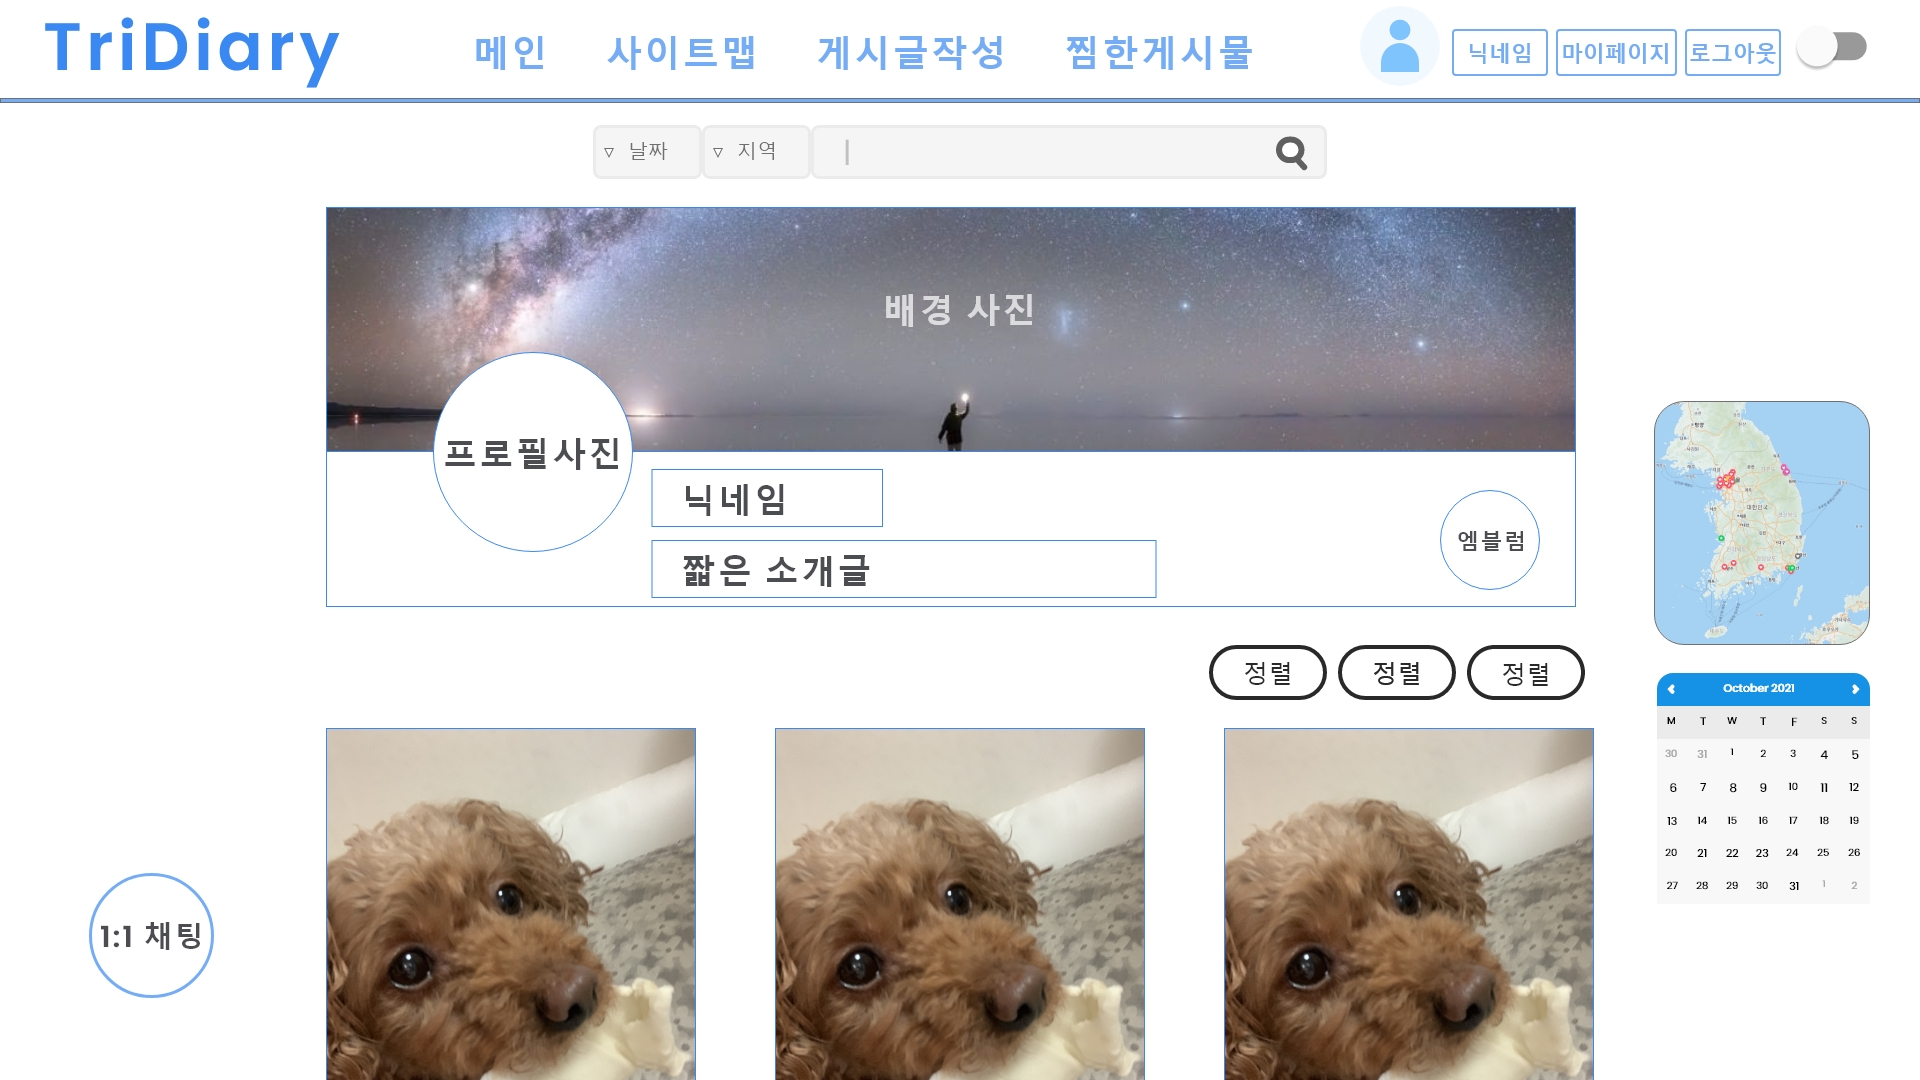 TriDiary
메인 사이트맵 게시글작성 찜한게시물
닉네임 마이페이지 로그아웃
▽ 날짜 ▽ 지역
배경 사진
프로필사진
닉네임
짧은 소개글
엠블럼
정렬 정렬 정렬
대한민국
October 2021
M T W T F S S
30 31 1 2 3 4 5
6 7 8 9 10 11 12
13 14 15 16 17 18 19
20 21 22 23 24 25 26
27 28 29 30 31 1 2
1:1 채팅